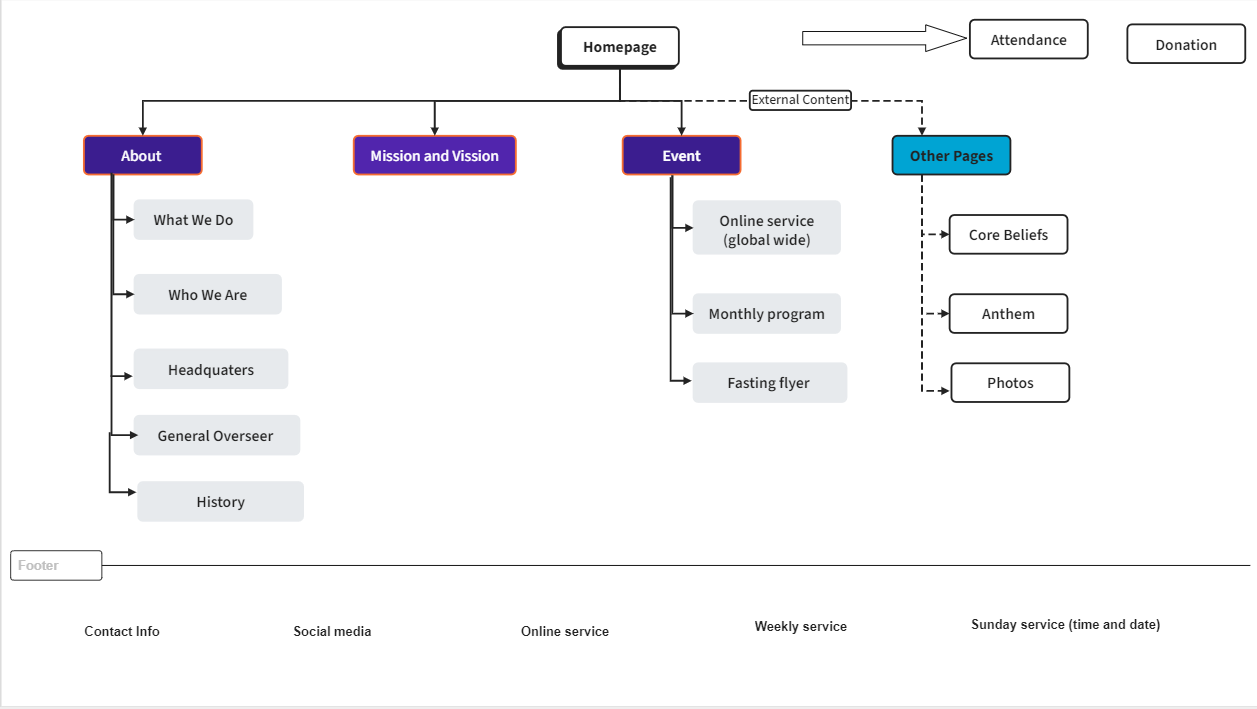 Homepage
Attendance
Donation
External Content
About
Mission and Vission
Event
Other Pages
What We Do
Who We Are
Headquaters
General Overseer
History
Online service
(global wide)
Monthly program
Fasting flyer
Core Beliefs
Anthem
Photos
Footer
Contact Info
Social media
Online service
Weekly service
Sunday service (time and date)